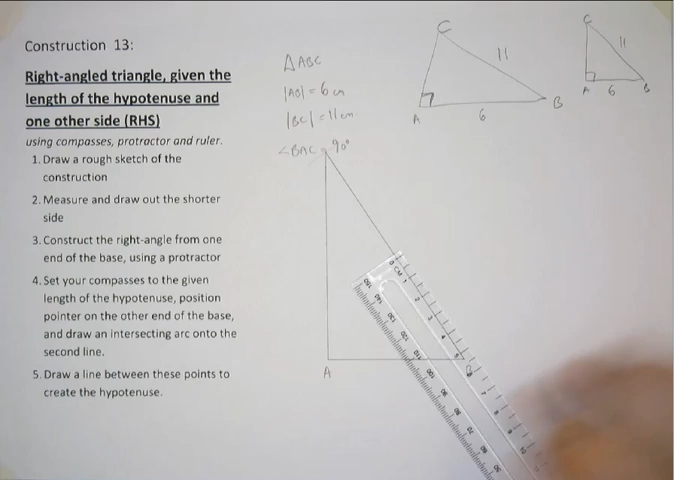 Construction 13:
Right-angled triangle, given the
length of the hypotenuse and
one other side (RHS)
using compasses, protractor and ruler.
1. Draw a rough sketch of the
construction
2. Measure and draw out the shorter
side
3. Construct the right-angle from one
end of the base, using a protractor
4. Set your compasses to the given
length of the hypotenuse, position
pointer on the other end of the base,
and draw an intersecting arc onto the
second line.
5. Draw a line between these points to
create the hypotenuse.
△ABC
|AB| = 6cm
|BC| = 11cm
∠BAC = 90°
C
11
A
6
B
C
11
A
6
B
A
B